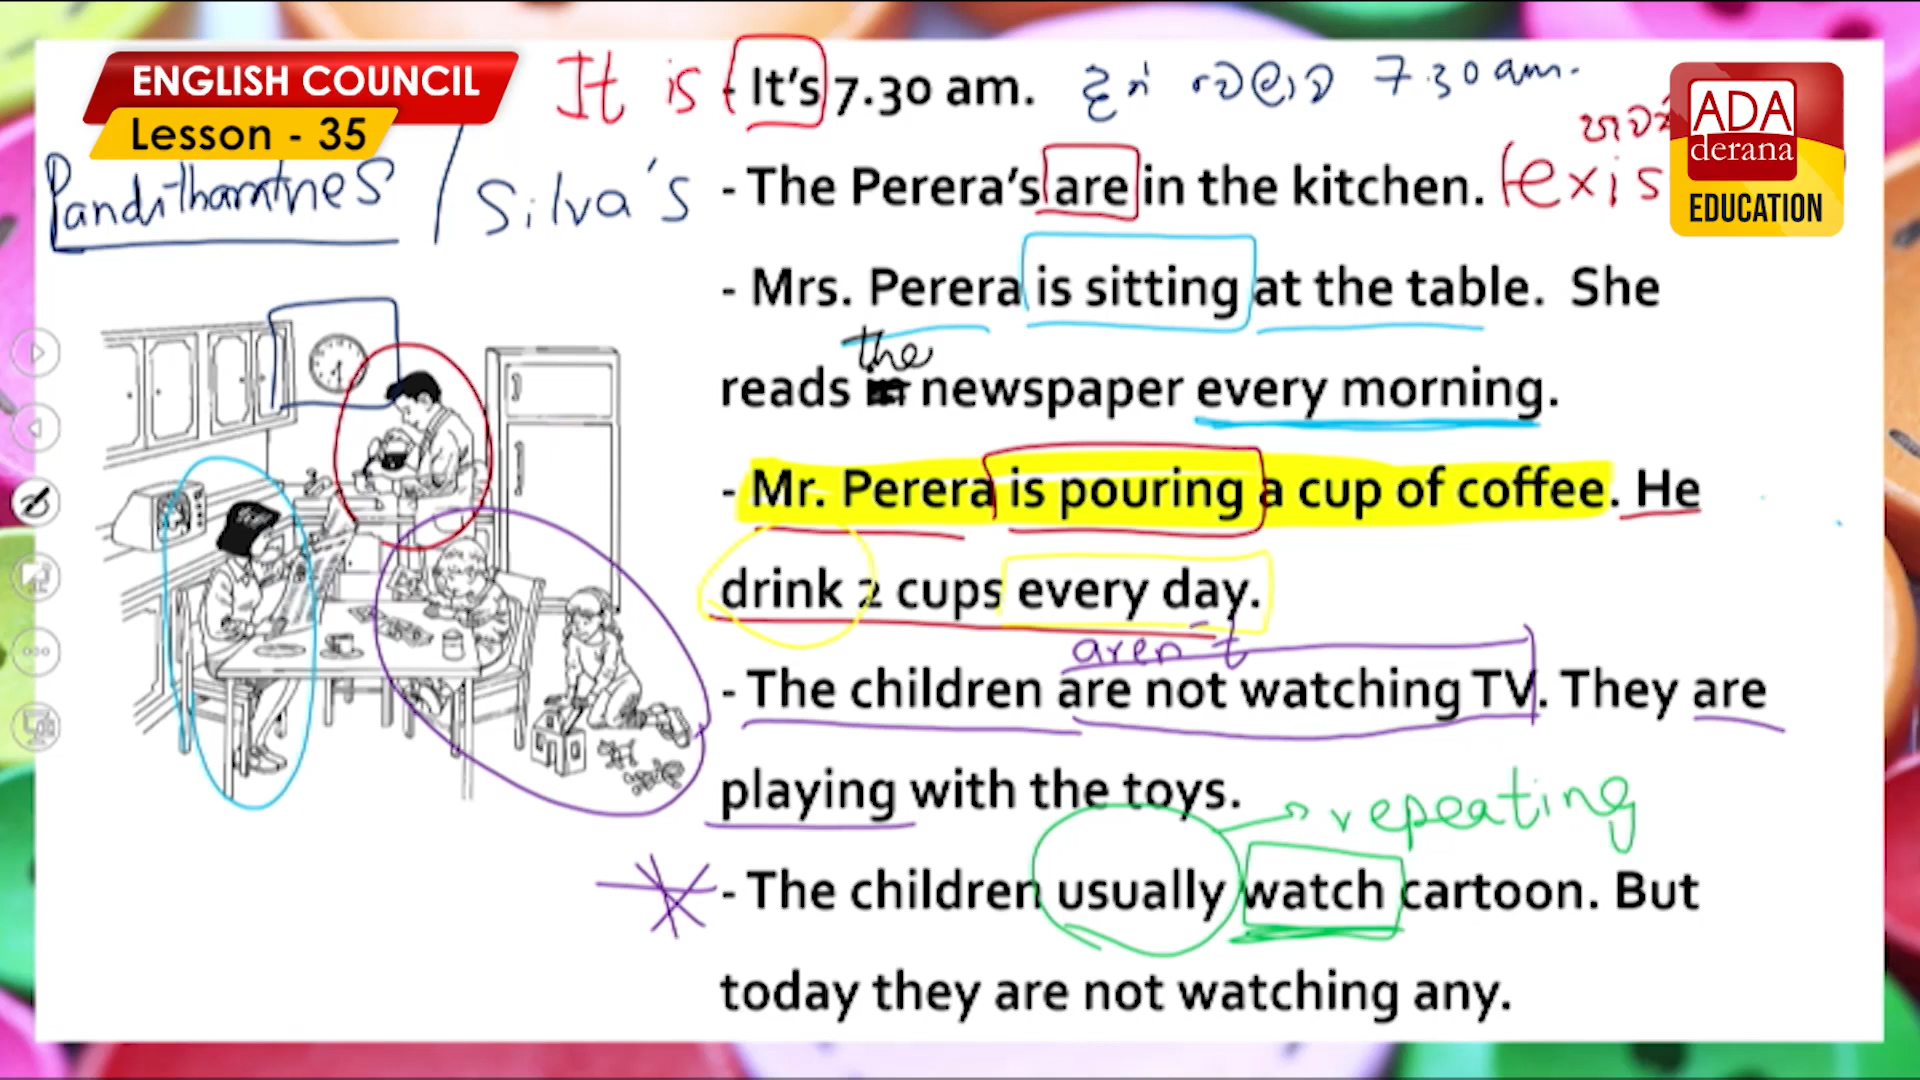 ENGLISH COUNCIL
Lesson - 35
It is - It's 7.30 am. දැන් වෙලාව 7.30 am.
Silva's - The Perera's are in the kitchen. exis
- Mrs. Perera is sitting at the table. She
the
reads newspaper every morning.
- Mr. Perera is pouring a cup of coffee. He
drink 2 cups every day.
aren't
- The children are not watching TV. They are
playing with the toys.
repeating
- The children usually watch cartoon. But
today they are not watching any.
ADA
derana
EDUCATION